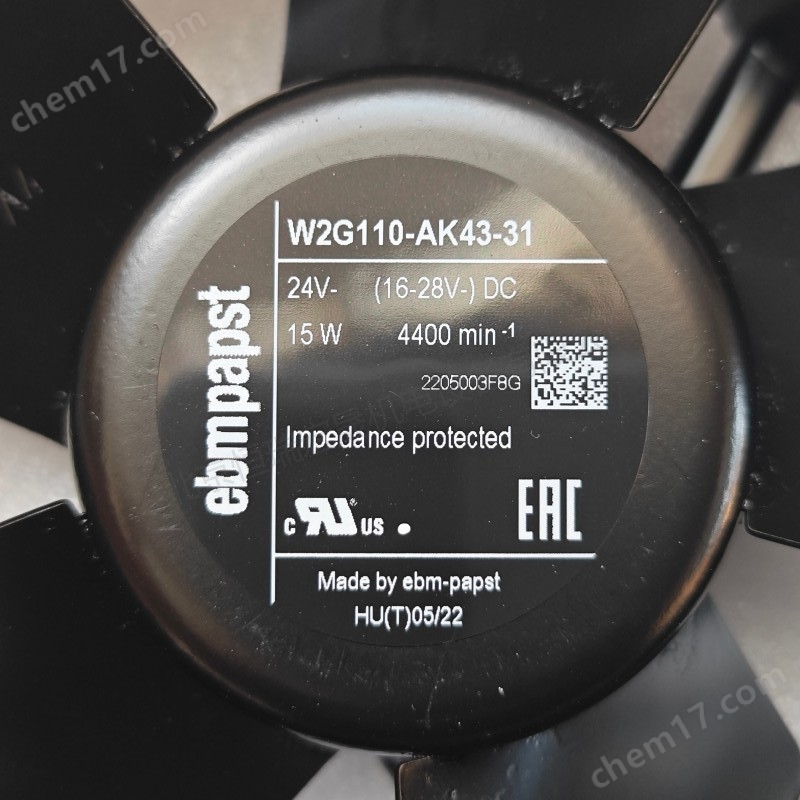 chem17.com
ebmpapst
W2G110-AK43-31
24V- (16-28V-) DC
15 W 4400 min-1
2205003F8G
Impedance protected
c RU US .
EAC
Made by ebm-papst
HU(T)05/22
chem17.com